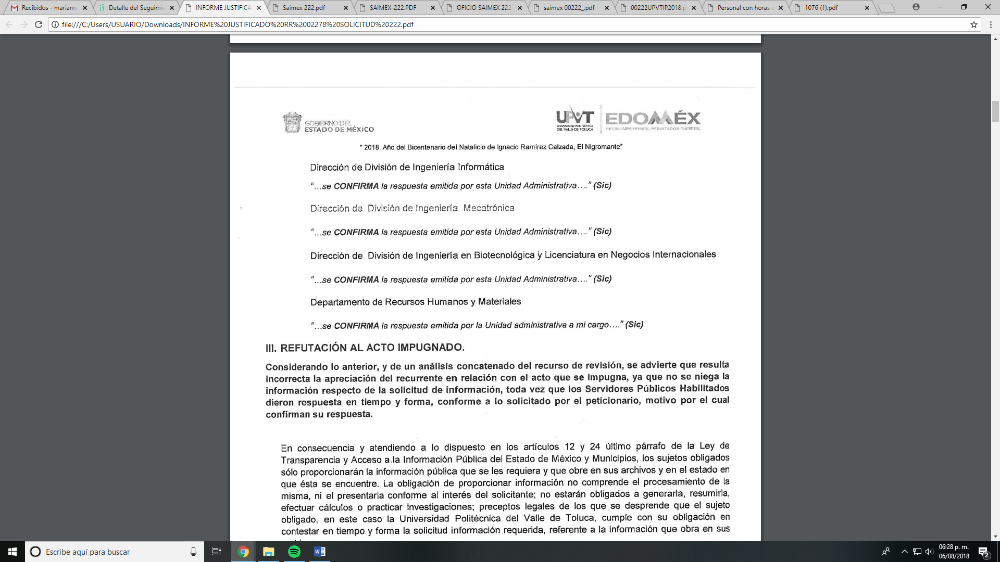 Recibidos - mariann
Detalle del Seguimie
INFORME JUSTIFICA
Saimex 222.pdf
SAIMEX-222.PDF
OFICIO SAIMEX 222
saimex 00222_.pdf
00222UPVTIP2018.p
Personal con horas
1076 (1).pdf
file:///C:/Users/USUARIO/Downloads/INFORME%20JUSTIFICADO%20RR%2002278%20SOLICITUD%20222.pdf
GOBIERNO DEL
ESTADO DE MÉXICO
UPVT
UNIVERSIDAD POLITÉCNICA
DEL VALLE DE TOLUCA
EDOMÉX
DECISIONES FIRMES, RESULTADOS FUERTES.
" 2018. Año del Bicentenario del Natalicio de Ignacio Ramírez Calzada, El Nigromante"
Dirección de División de Ingeniería Informática
"…se CONFIRMA la respuesta emitida por esta Unidad Administrativa…." (Sic)
Dirección de División de Ingeniería Mecatrónica
"…se CONFIRMA la respuesta emitida por esta Unidad Administrativa…." (Sic)
Dirección de División de Ingeniería en Biotecnológica y Licenciatura en Negocios Internacionales
"…se CONFIRMA la respuesta emitida por esta Unidad Administrativa…." (Sic)
Departamento de Recursos Humanos y Materiales
"…se CONFIRMA la respuesta emitida por la Unidad administrativa a mi cargo…." (Sic)
III. REFUTACIÓN AL ACTO IMPUGNADO.
Considerando lo anterior, y de un análisis concatenado del recurso de revisión, se advierte que resulta
incorrecta la apreciación del recurrente en relación con el acto que se impugna, ya que no se niega la
información respecto de la solicitud de información, toda vez que los Servidores Públicos Habilitados
dieron respuesta en tiempo y forma, conforme a lo solicitado por el peticionario, motivo por el cual
confirman su respuesta.
En consecuencia y atendiendo a lo dispuesto en los artículos 12 y 24 último párrafo de la Ley de
Transparencia y Acceso a la Información Pública del Estado de México y Municipios, los sujetos obligados
sólo proporcionarán la información pública que se les requiera y que obre en sus archivos y en el estado en
que ésta se encuentre. La obligación de proporcionar información no comprende el procesamiento de la
misma, ni el presentarla conforme al interés del solicitante; no estarán obligados a generarla, resumirla,
efectuar cálculos o practicar investigaciones; preceptos legales de los que se desprende que el sujeto
obligado, en este caso la Universidad Politécnica del Valle de Toluca, cumple con su obligación en
contestar en tiempo y forma la solicitud información requerida, referente a la información que obra en sus
Escribe aquí para buscar
06:28 p. m.
06/08/2018
2